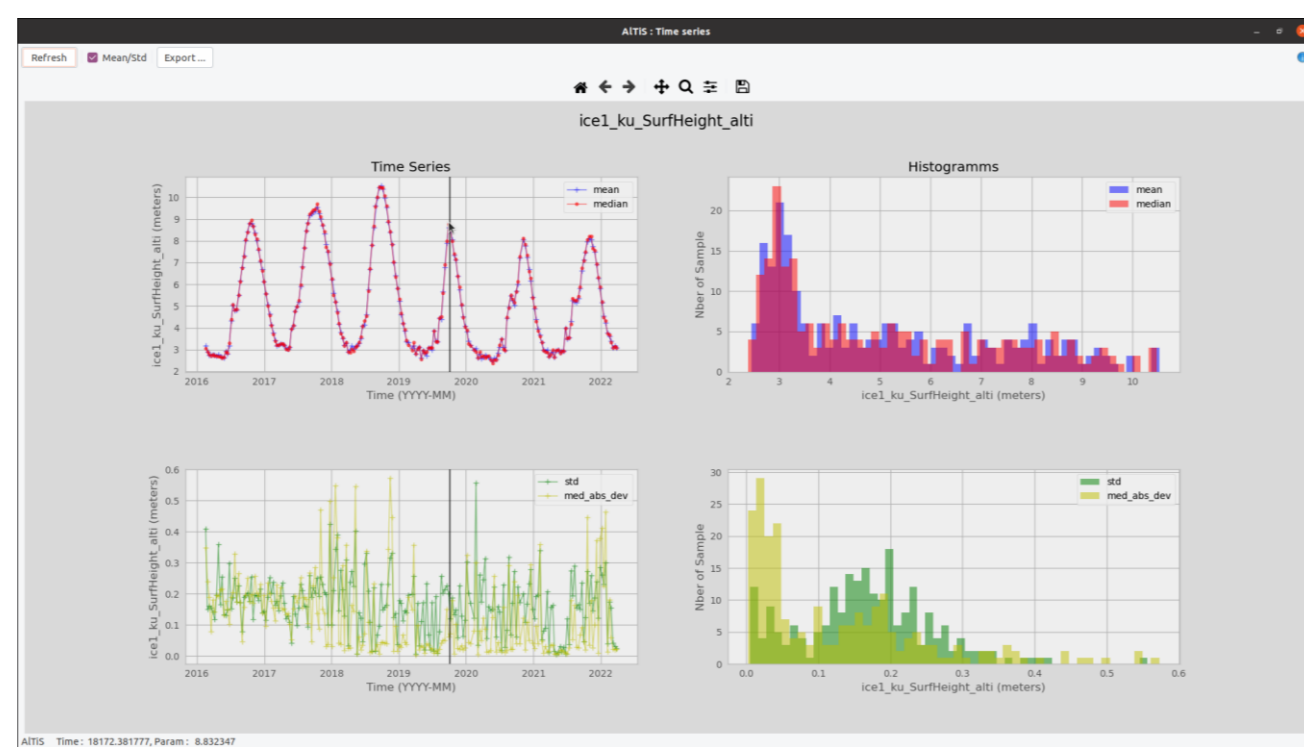 AlTiS : Time series
Refresh Mean/Std Export ...
ice1_ku_SurfHeight_alti
Time Series
ice1_ku_SurfHeight_alti (meters)
10
9
8
7
6
5
4
3
2
mean
median
2016 2017 2018 2019 2020 2021 2022
Time (YYYY-MM)
Histogramms
Nber of Sample
20
15
10
5
0
mean
median
2 3 4 5 6 7 8 9 10
ice1_ku_SurfHeight_alti (meters)
ice1_ku_SurfHeight_alti (meters)
0.6
0.5
0.4
0.3
0.2
0.1
0.0
std
med_abs_dev
2016 2017 2018 2019 2020 2021 2022
Time (YYYY-MM)
Nber of Sample
30
25
20
15
10
5
0
std
med_abs_dev
0.0 0.1 0.2 0.3 0.4 0.5 0.6
ice1_ku_SurfHeight_alti (meters)
AlTiS Time : 18172.381777, Param : 8.832347